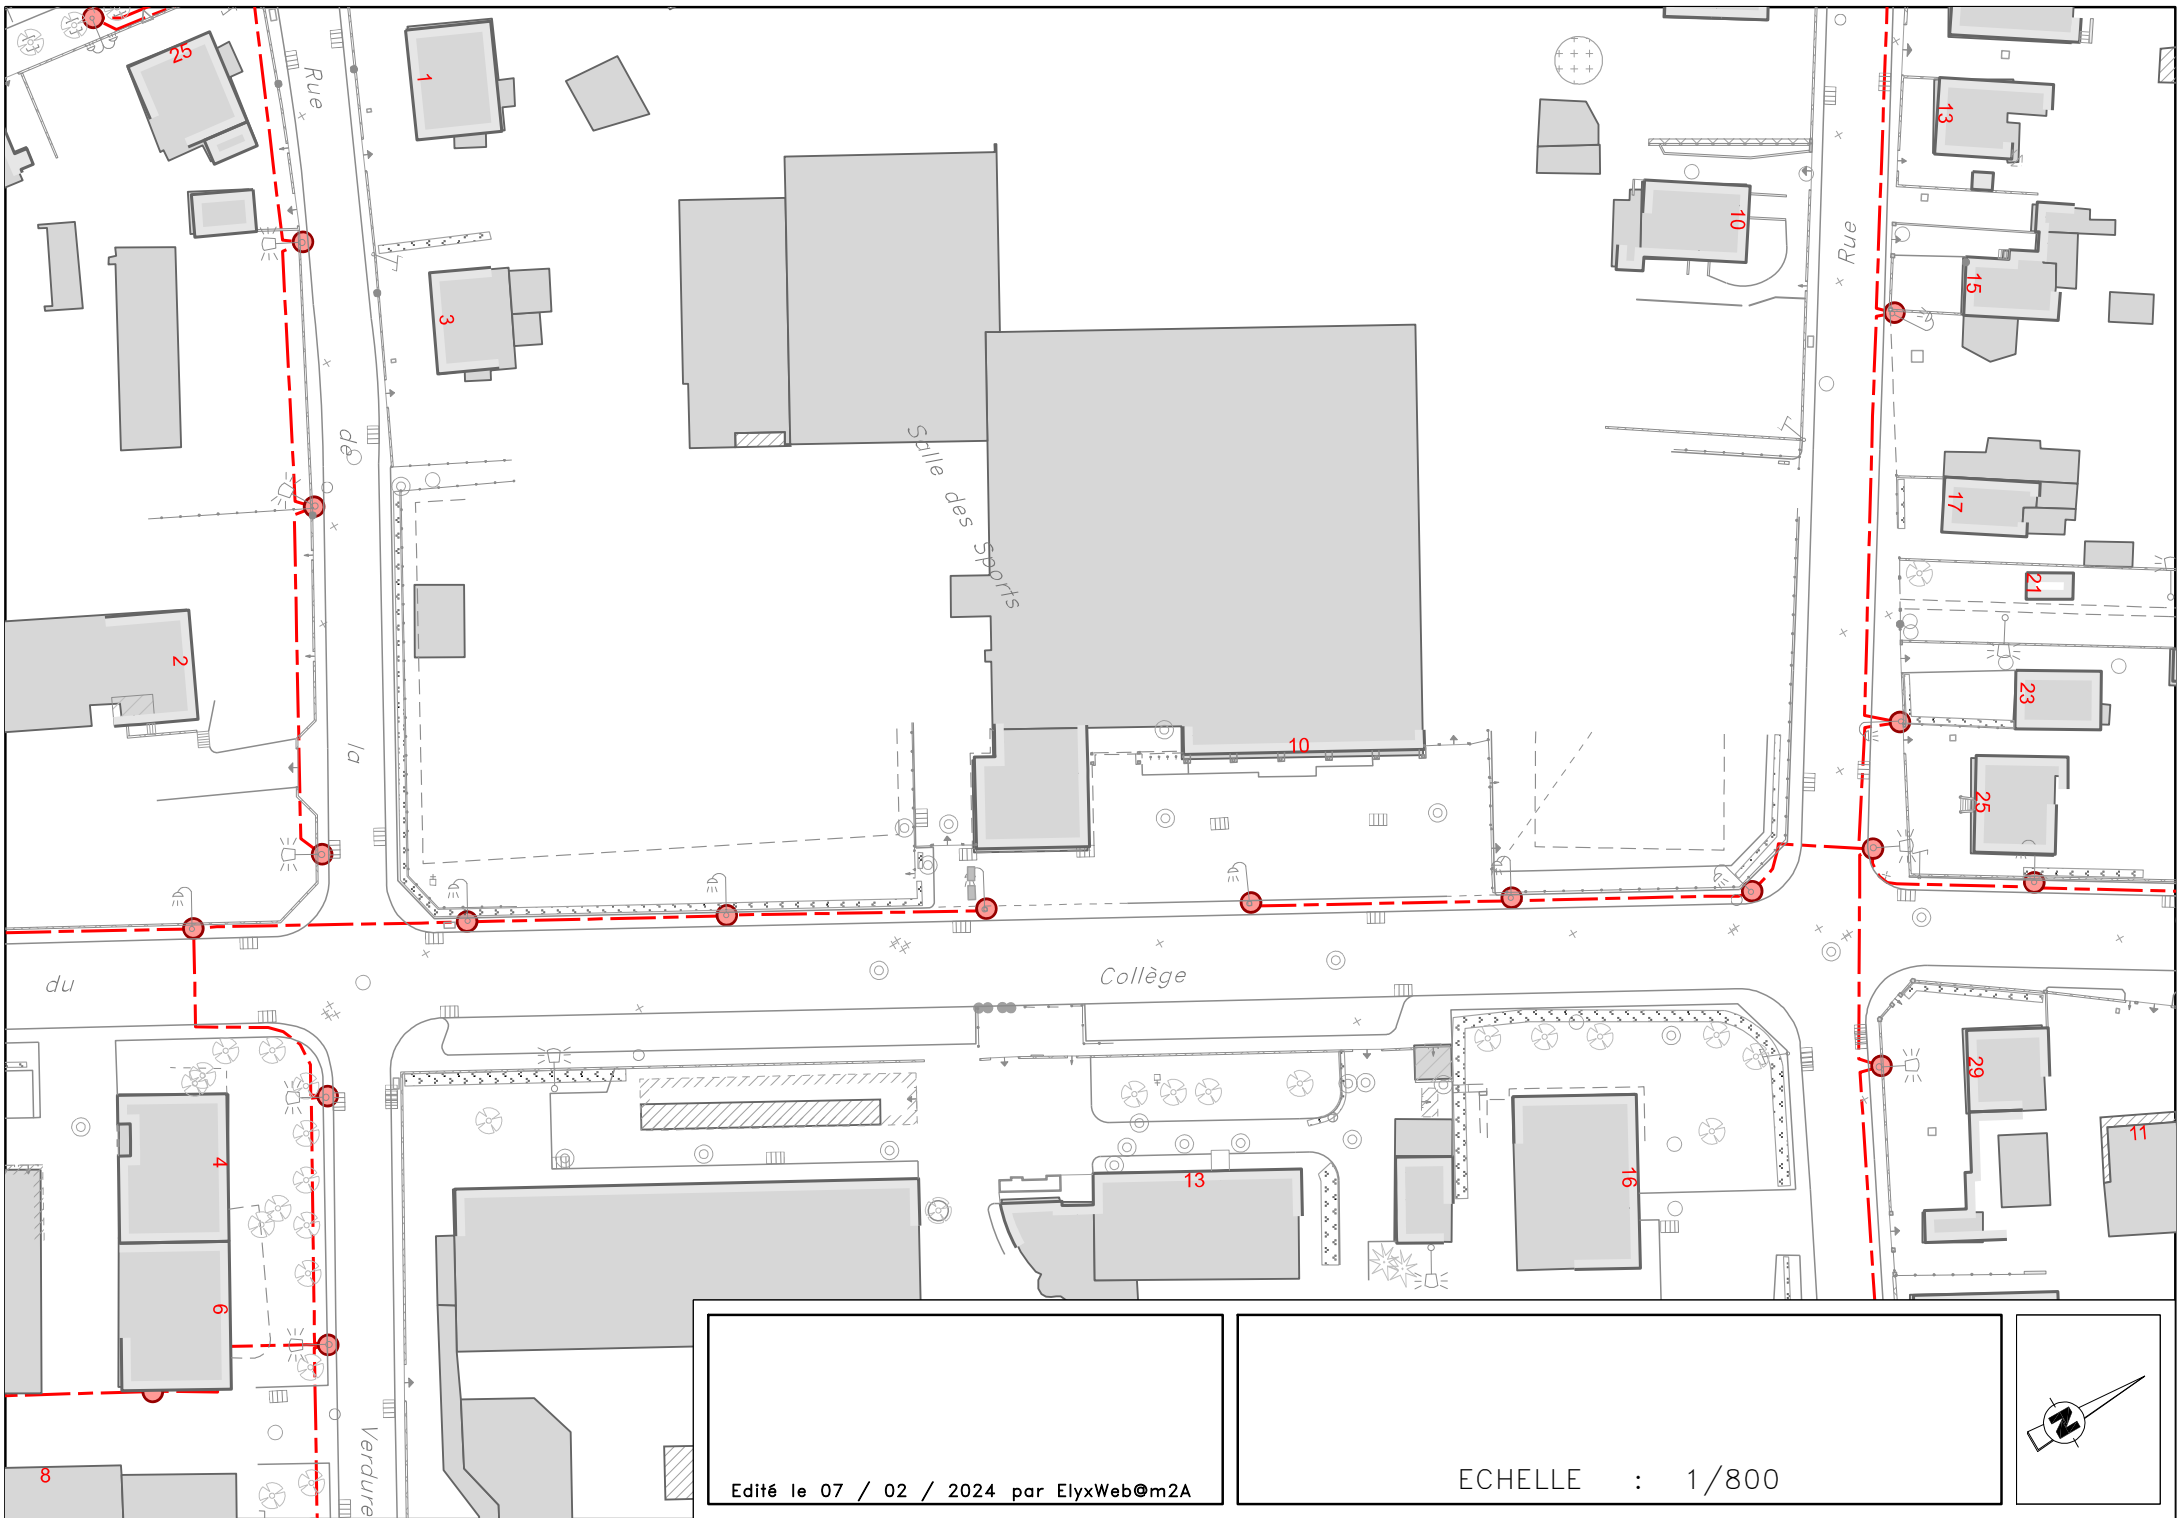 25
Rue
1
13
10
Rue
15
3
de
Salle des Sports
17
21
2
23
la
10
25
du
Collège
29
11
4
13
16
6
Verdure
8
Edité le 07 / 02 / 2024 par ElyxWeb@m2A
ECHELLE : 1/800
N